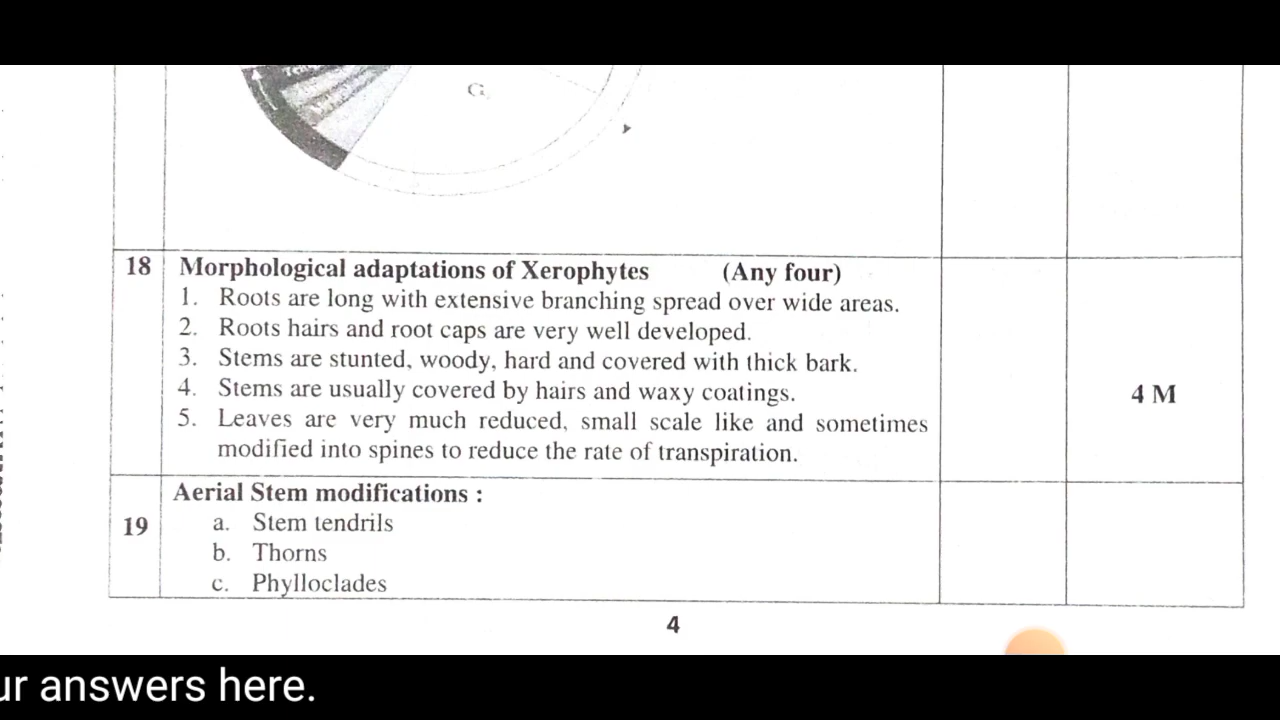 G
18 Morphological adaptations of Xerophytes (Any four)
1. Roots are long with extensive branching spread over wide areas.
2. Roots hairs and root caps are very well developed.
3. Stems are stunted, woody, hard and covered with thick bark.
4. Stems are usually covered by hairs and waxy coatings.
4 M
5. Leaves are very much reduced, small scale like and sometimes
modified into spines to reduce the rate of transpiration.
Aerial Stem modifications :
19 a. Stem tendrils
b. Thorns
c. Phylloclades
4
ur answers here.